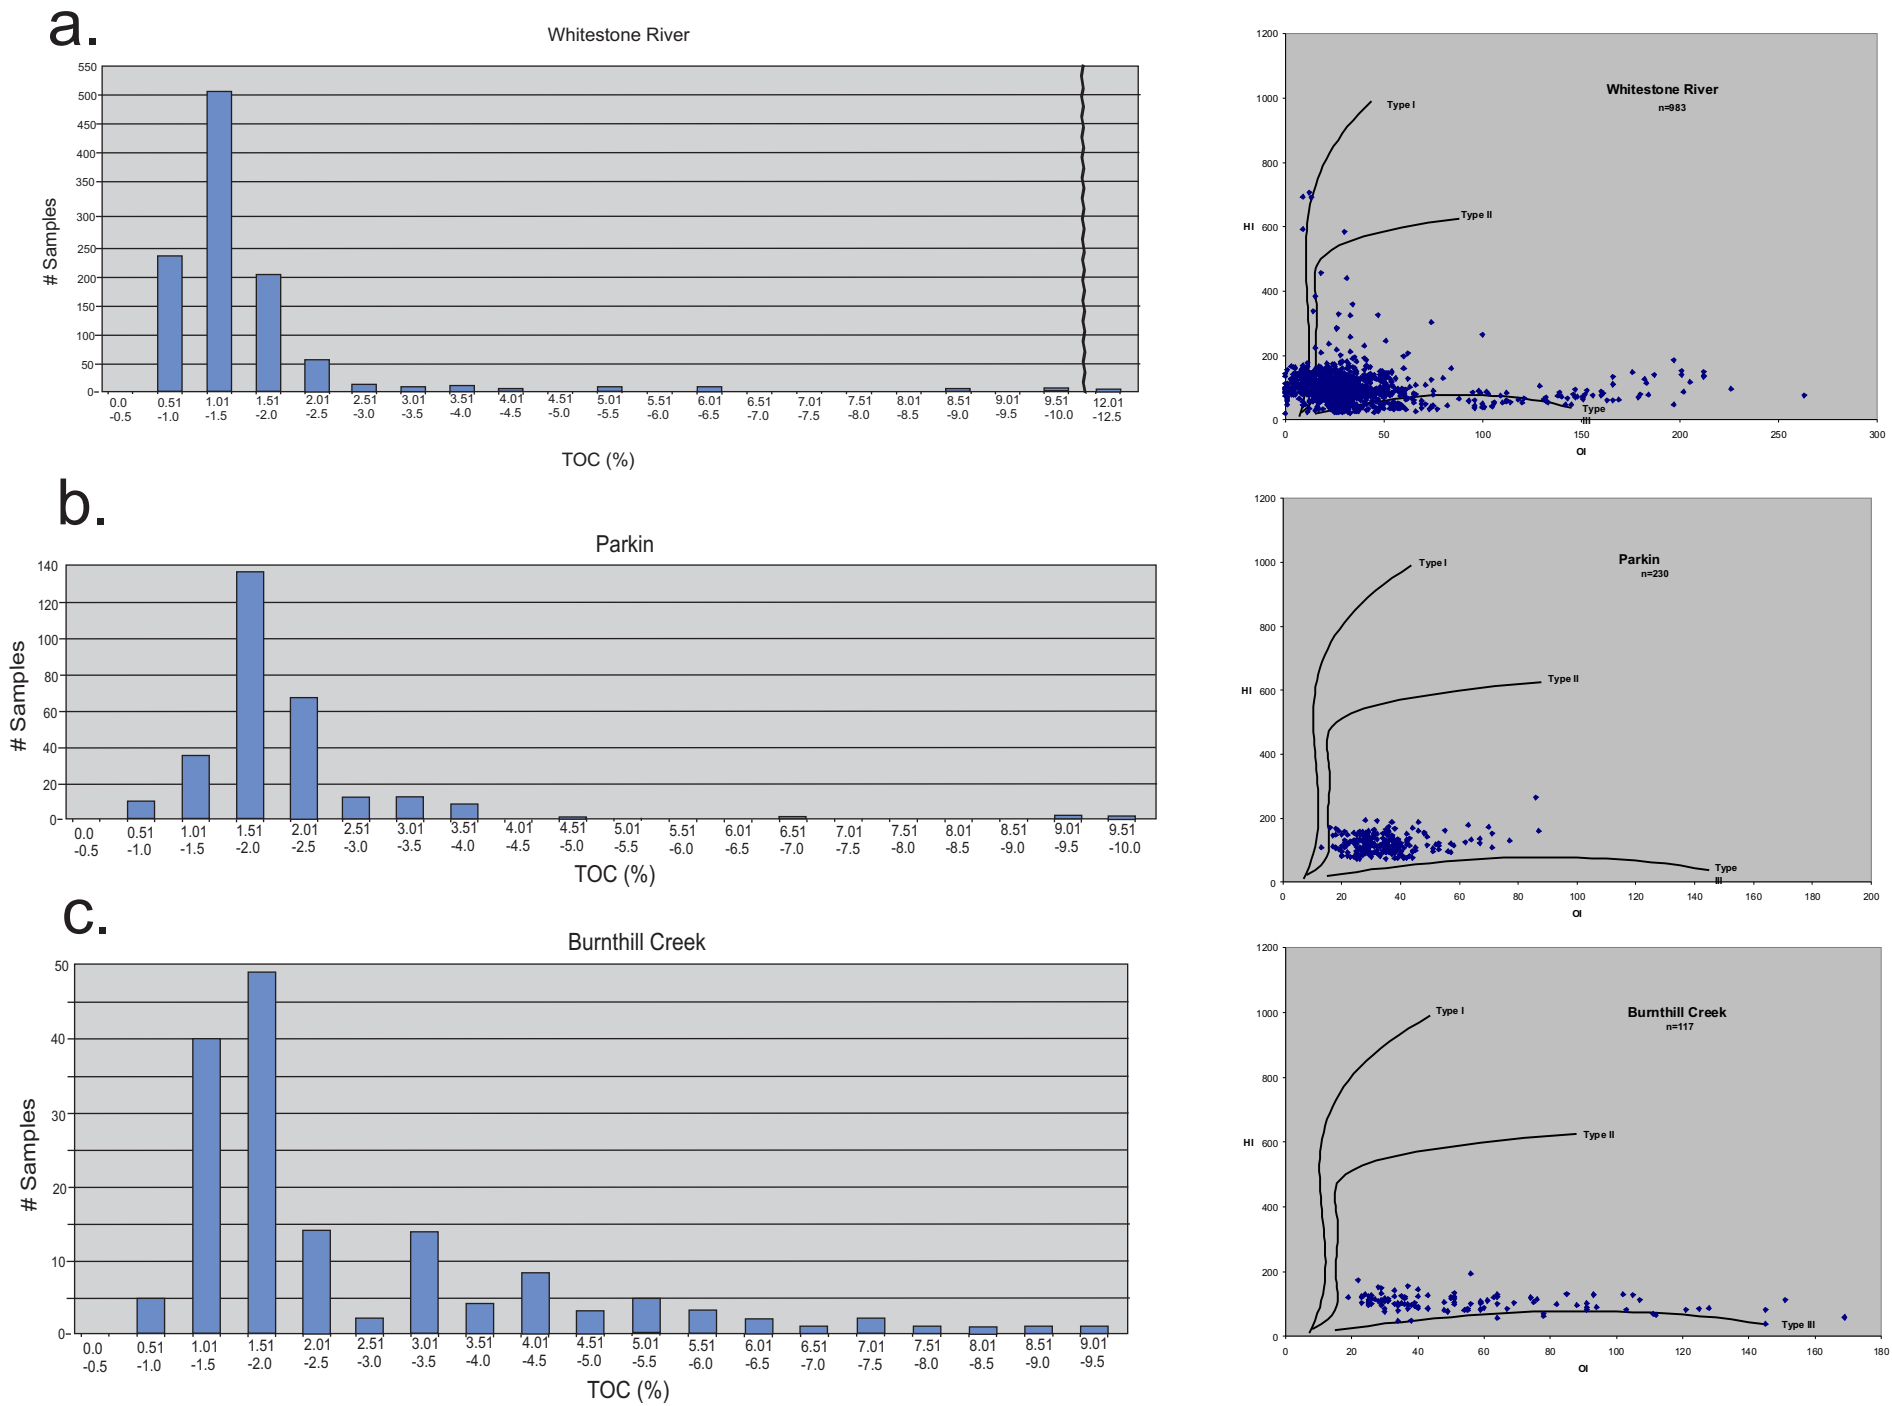 a.
Whitestone River
# Samples
550
500
450
400
350
300
250
200
150
100
50
0
0.0 0.51 1.01 1.51 2.01 2.51 3.01 3.51 4.01 4.51 5.01 5.51 6.01 6.51 7.01 7.51 8.01 8.51 9.01 9.51 12.01
-0.5 -1.0 -1.5 -2.0 -2.5 -3.0 -3.5 -4.0 -4.5 -5.0 -5.5 -6.0 -6.5 -7.0 -7.5 -8.0 -8.5 -9.0 -9.5 -10.0 -12.5
TOC (%)
1200
1000
800
600
400
200
0
HI
Whitestone River
n=983
Type I
Type II
Type
III
0 50 100 150 200 250 300
OI
b.
Parkin
# Samples
140
120
100
80
60
40
20
0
0.0 0.51 1.01 1.51 2.01 2.51 3.01 3.51 4.01 4.51 5.01 5.51 6.01 6.51 7.01 7.51 8.01 8.51 9.01 9.51
-0.5 -1.0 -1.5 -2.0 -2.5 -3.0 -3.5 -4.0 -4.5 -5.0 -5.5 -6.0 -6.5 -7.0 -7.5 -8.0 -8.5 -9.0 -9.5 -10.0
TOC (%)
1200
1000
800
600
400
200
0
HI
Parkin
n=230
Type I
Type II
Type
III
0 20 40 60 80 100 120 140 160 180 200
OI
c.
Burnthill Creek
# Samples
50
40
30
20
10
0
0.0 0.51 1.01 1.51 2.01 2.51 3.01 3.51 4.01 4.51 5.01 5.51 6.01 6.51 7.01 7.51 8.01 8.51 9.01
-0.5 -1.0 -1.5 -2.0 -2.5 -3.0 -3.5 -4.0 -4.5 -5.0 -5.5 -6.0 -6.5 -7.0 -7.5 -8.0 -8.5 -9.0 -9.5
TOC (%)
1200
1000
800
600
400
200
0
HI
Burnthill Creek
n=117
Type I
Type II
Type III
0 20 40 60 80 100 120 140 160 180
OI